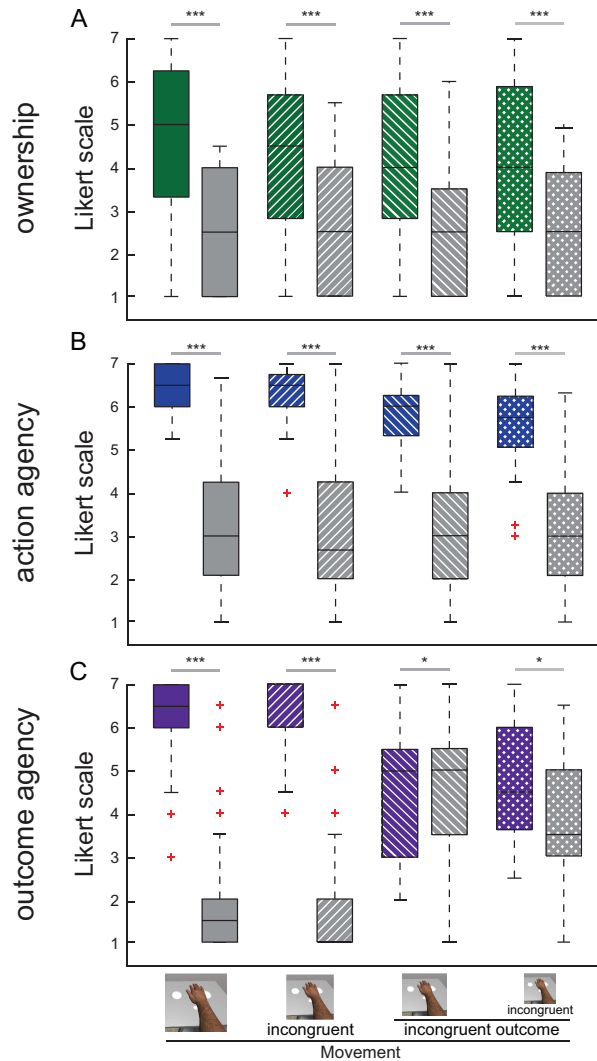 A
*** *** *** ***
7
6
5
4
3
2
1
Likert scale
ownership
B
*** *** *** ***
7
6
5
4
3
2
1
Likert scale
action agency
C
*** *** * *
7
6
5
4
3
2
1
Likert scale
outcome agency
incongruent
incongruent
incongruent outcome
Movement